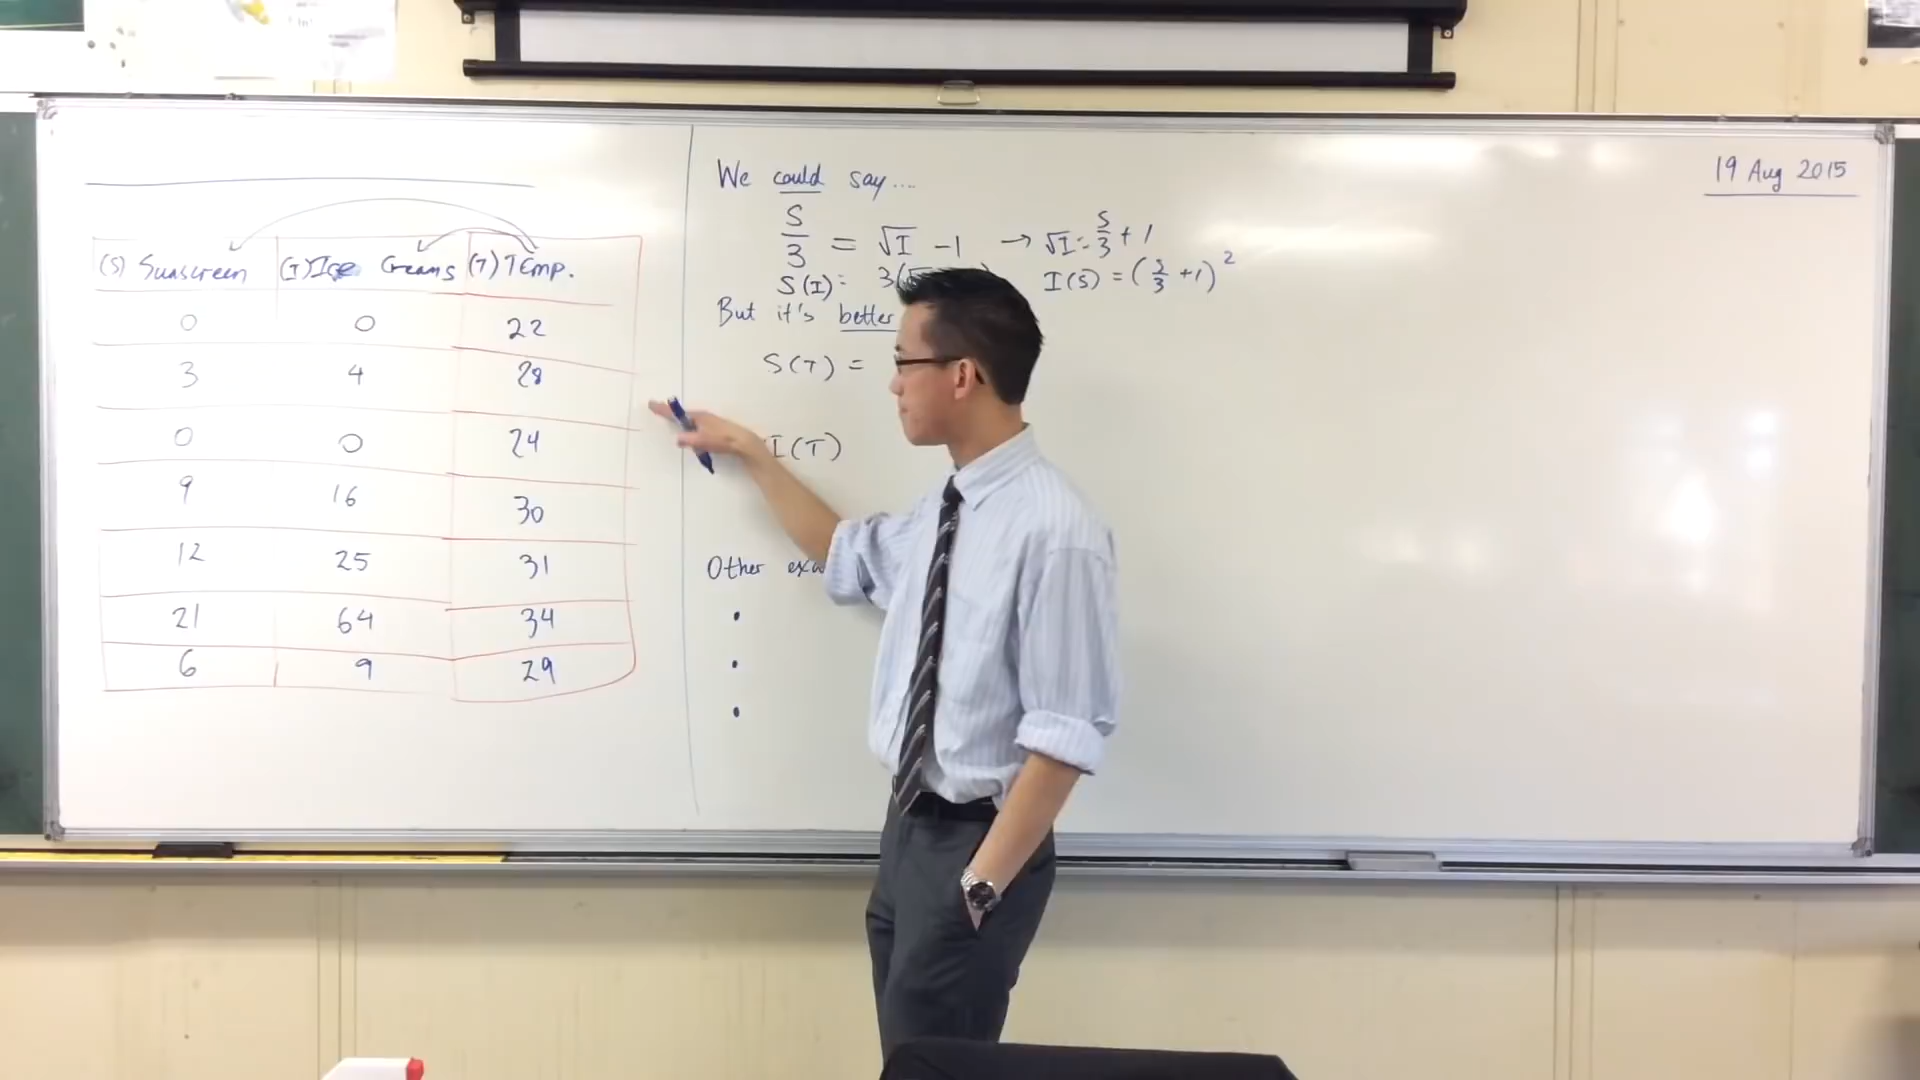 (S) Sunscreen (I) Ice Creams (T) TEmp.
0 0 22
3 4 28
0 0 24
9 16 30
12 25 31
21 64 34
6 9 29
We could say....
S/3 = √I -1 → √I = S/3 + 1
S(I) = 3( I(S) = (S/3 +1)²
But it's better
S(T) =
I(T)
Other
•
•
•
19 Aug 2015